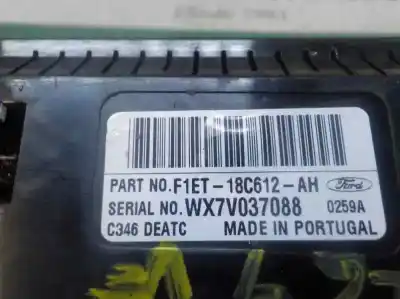 PART NO.F1ET-18C612-AH Ford
SERIAL NO.WX7V037088 0259A
C346 DEATC MADE IN PORTUGAL